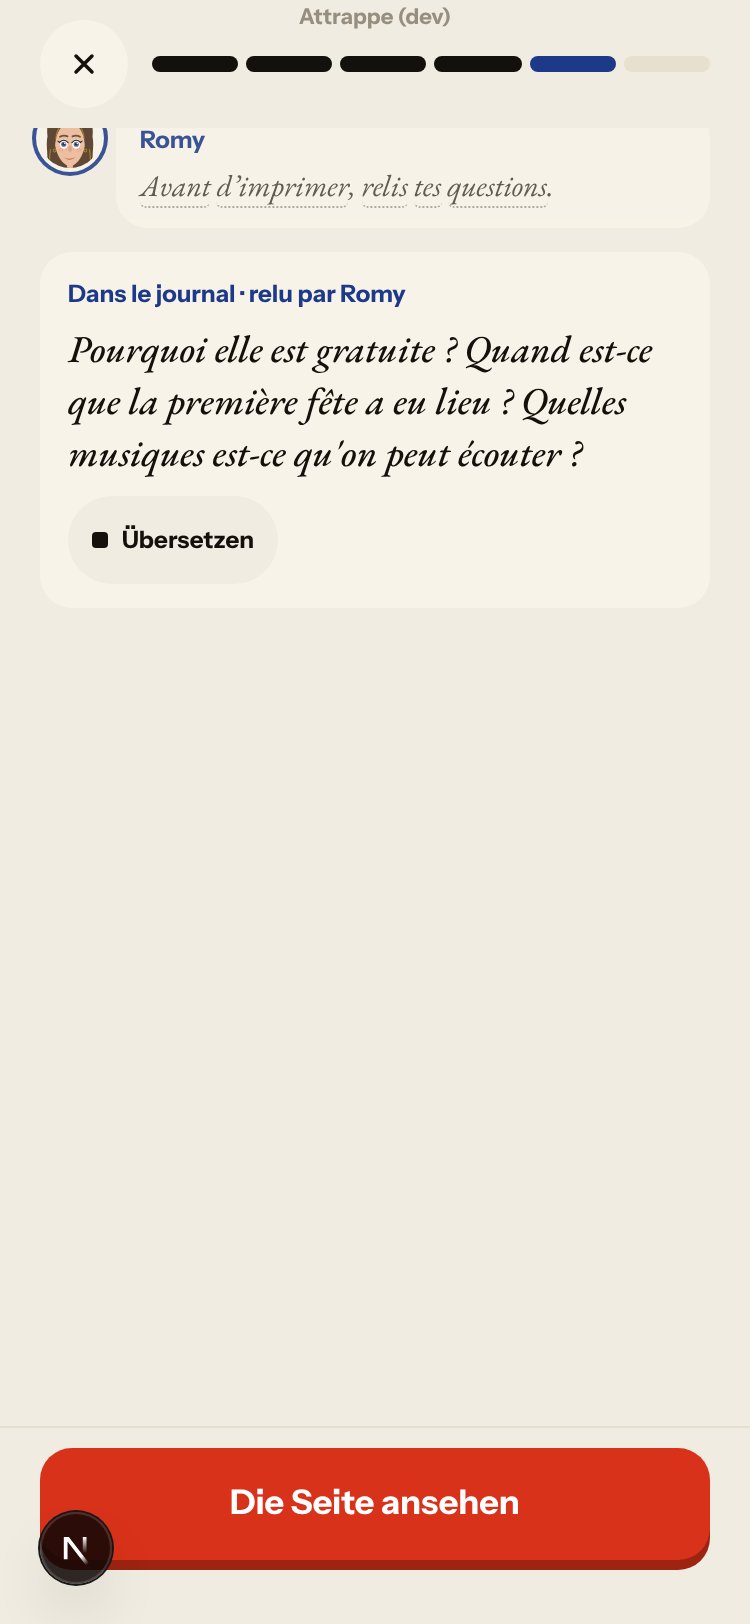 Attrappe (dev)
Romy
Avant d’imprimer, relis tes questions.
Dans le journal · relu par Romy
Pourquoi elle est gratuite ? Quand est-ce
que la première fête a eu lieu ? Quelles
musiques est-ce qu'on peut écouter ?
Übersetzen
Die Seite ansehen
N